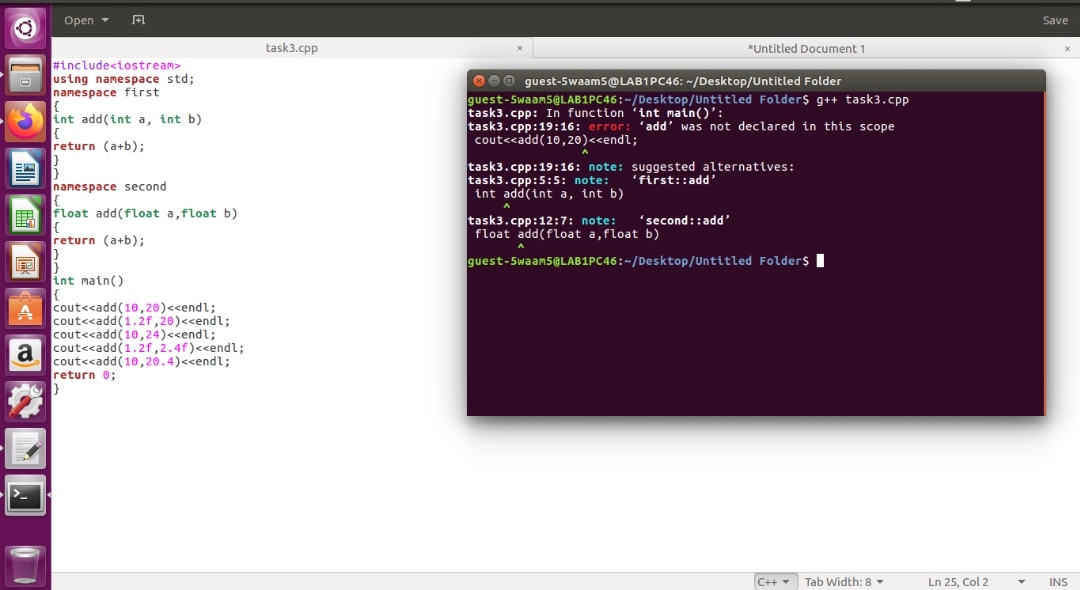 Open
Save
task3.cpp ×
*Untitled Document 1 ×
#include<iostream>
using namespace std;
namespace first
{
int add(int a, int b)
{
return (a+b);
}
}
namespace second
{
float add(float a,float b)
{
return (a+b);
}
}
int main()
{
cout<<add(10,20)<<endl;
cout<<add(1.2f,20)<<endl;
cout<<add(10,24)<<endl;
cout<<add(1.2f,2.4f)<<endl;
cout<<add(10,20.4)<<endl;
return 0;
}
guest-5waam5@LAB1PC46: ~/Desktop/Untitled Folder
guest-5waam5@LAB1PC46:~/Desktop/Untitled Folder$ g++ task3.cpp
task3.cpp: In function ‘int main()’:
task3.cpp:19:16: error: ‘add’ was not declared in this scope
cout<<add(10,20)<<endl;
^
task3.cpp:19:16: note: suggested alternatives:
task3.cpp:5:5: note: ‘first::add’
int add(int a, int b)
^
task3.cpp:12:7: note: ‘second::add’
float add(float a,float b)
^
guest-5waam5@LAB1PC46:~/Desktop/Untitled Folder$
C++ Tab Width: 8 Ln 25, Col 2 INS